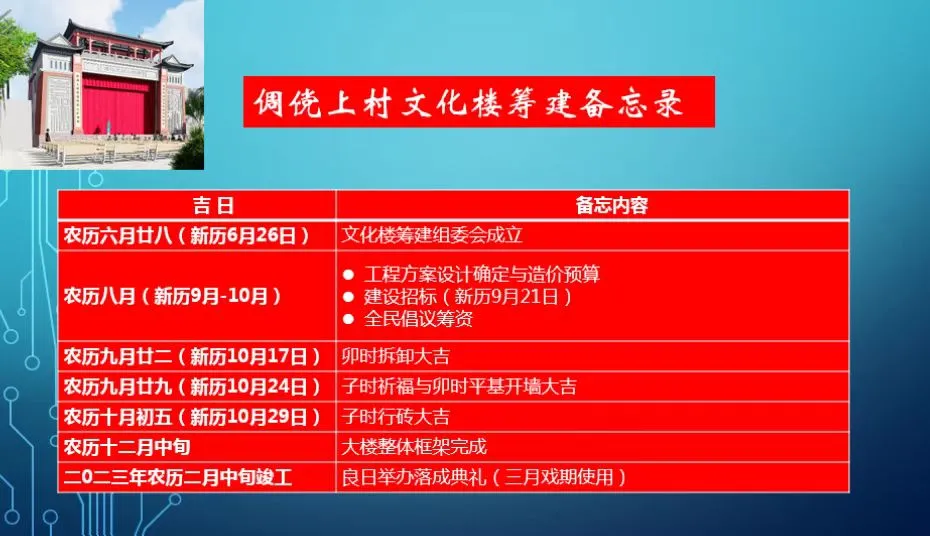 倜傥上村文化楼筹建备忘录
吉 日
备忘内容
农历六月廿八（新历6月26日）
文化楼筹建组委会成立
农历八月（新历9月-10月）
● 工程方案设计确定与造价预算
● 建设招标（新历9月21日）
● 全民倡议筹资
农历九月廿二（新历10月17日）
卯时拆卸大吉
农历九月廿九（新历10月24日）
子时祈福与卯时平基开墙大吉
农历十月初五（新历10月29日）
子时行砖大吉
农历十二月中旬
大楼整体框架完成
二0二三年农历二月中旬竣工
良日举办落成典礼（三月戏期使用）